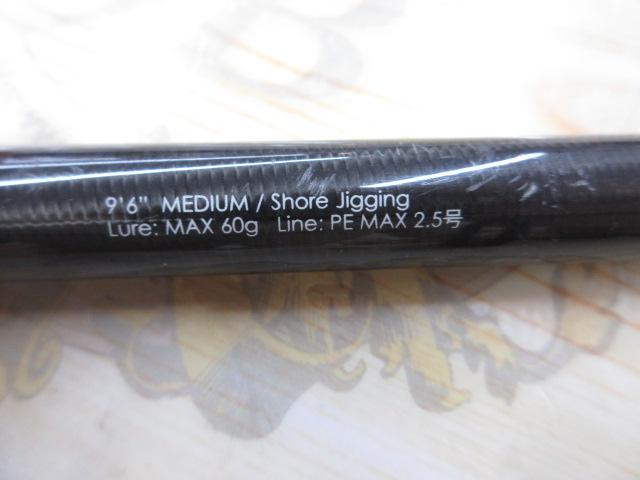 9'6" MEDIUM / Shore Jigging
Lure: MAX 60g Line: PE MAX 2.5号